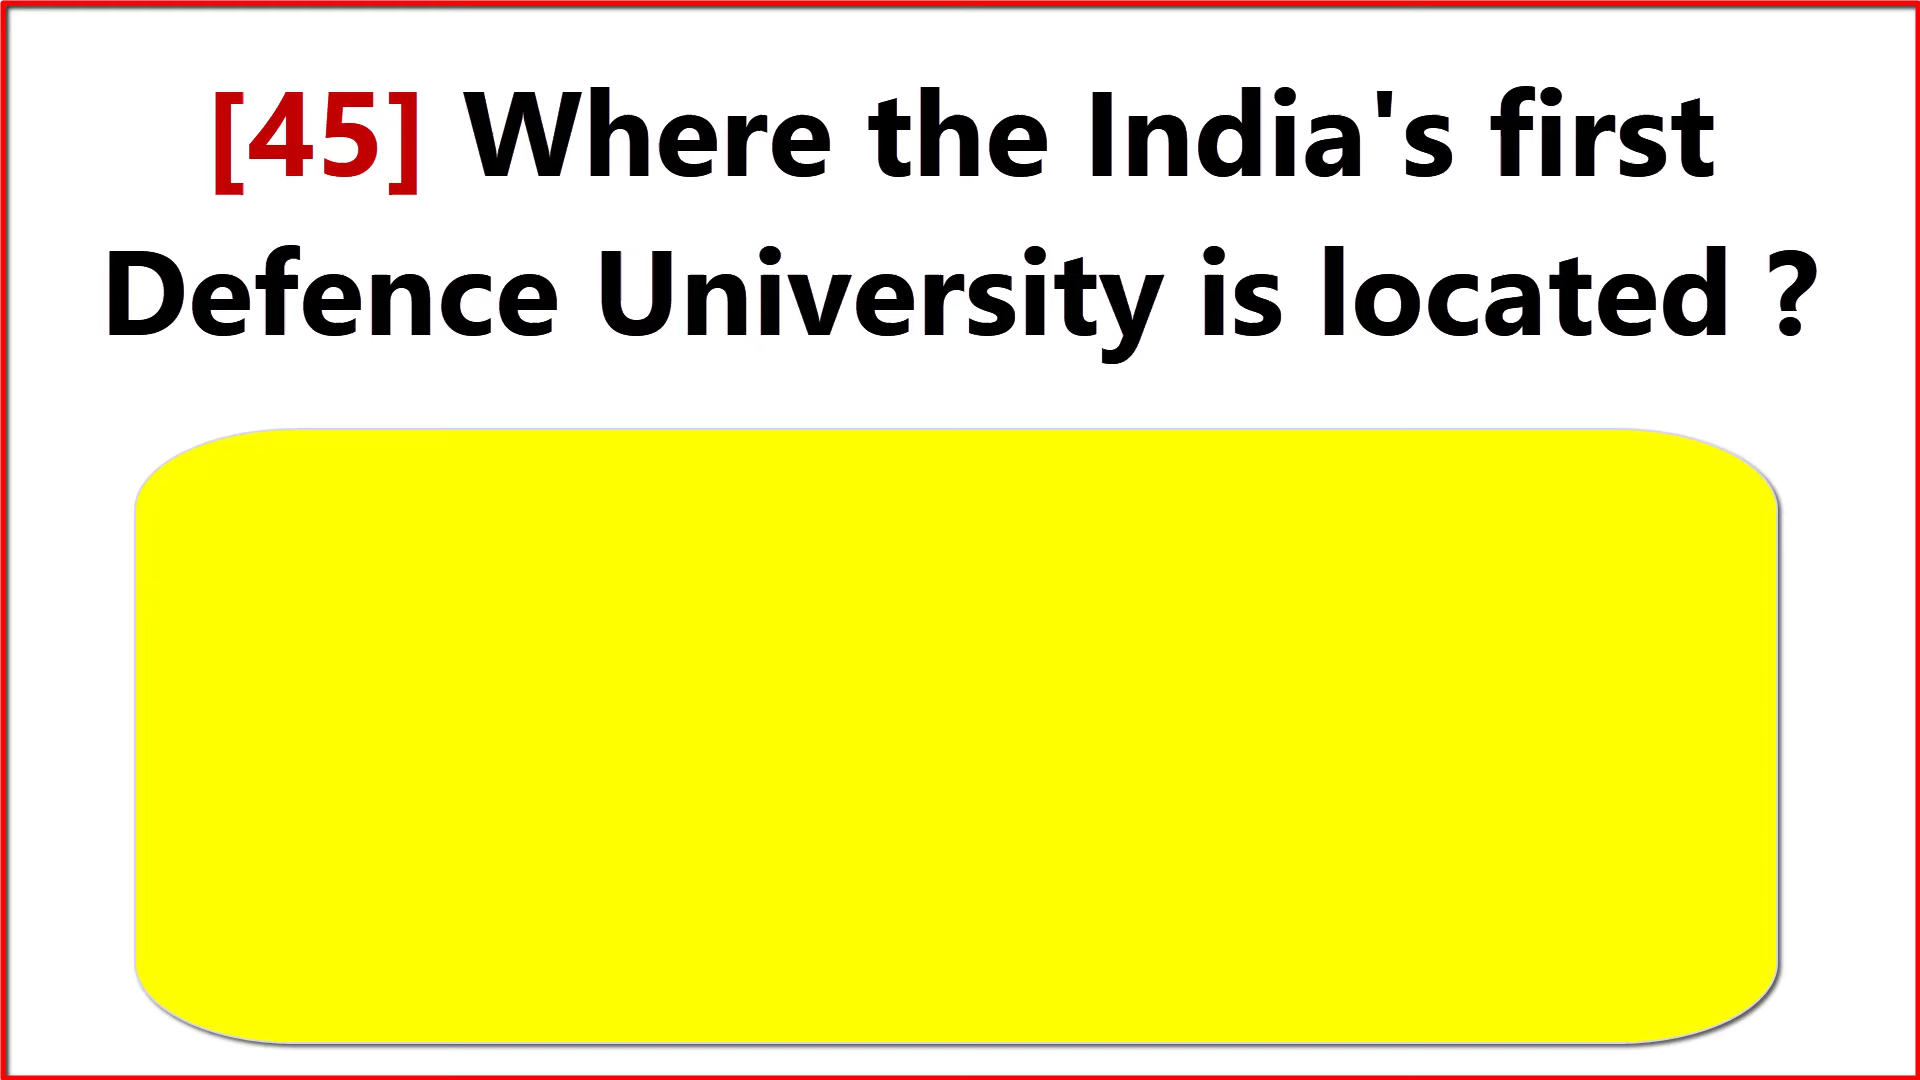 [45] Where the India's first
Defence University is located ?